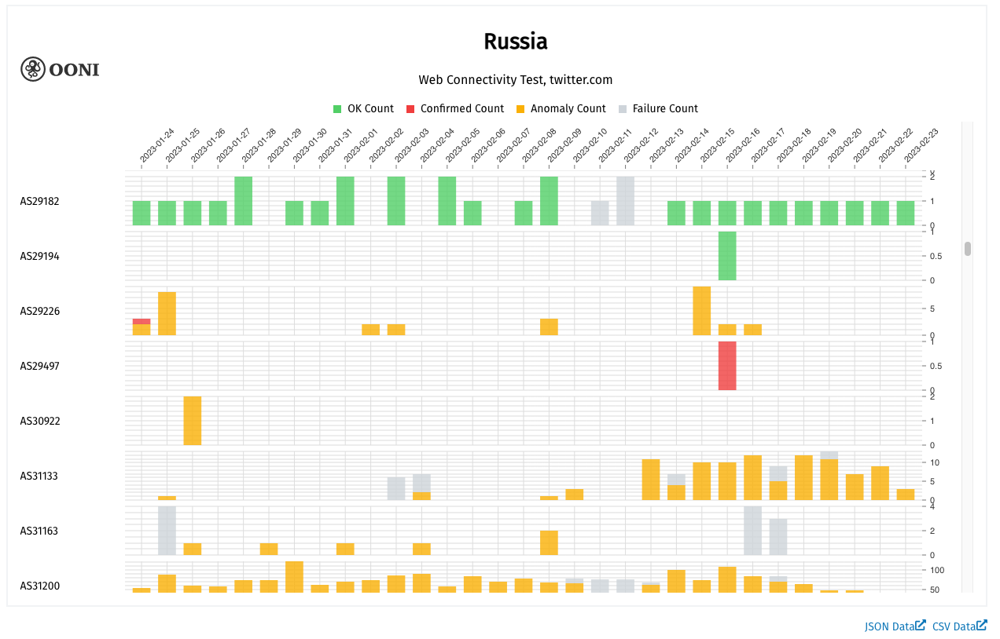 Russia
OONI
Web Connectivity Test, twitter.com
OK Count Confirmed Count Anomaly Count Failure Count
2023-01-24 2023-01-25 2023-01-26 2023-01-27 2023-01-28 2023-01-29 2023-01-30 2023-01-31 2023-02-01 2023-02-02 2023-02-03 2023-02-04 2023-02-05 2023-02-06 2023-02-07 2023-02-08 2023-02-09 2023-02-10 2023-02-11 2023-02-12 2023-02-13 2023-02-14 2023-02-15 2023-02-16 2023-02-17 2023-02-18 2023-02-19 2023-02-20 2023-02-21 2023-02-22 2023-02-23
2
AS29182 1
0
1
AS29194 0.5
0
AS29226 5
0
1
AS29497 0.5
0
2
AS30922 1
0
10
AS31133 5
0
4
AS31163 2
0
100
AS31200 50
JSON Data CSV Data